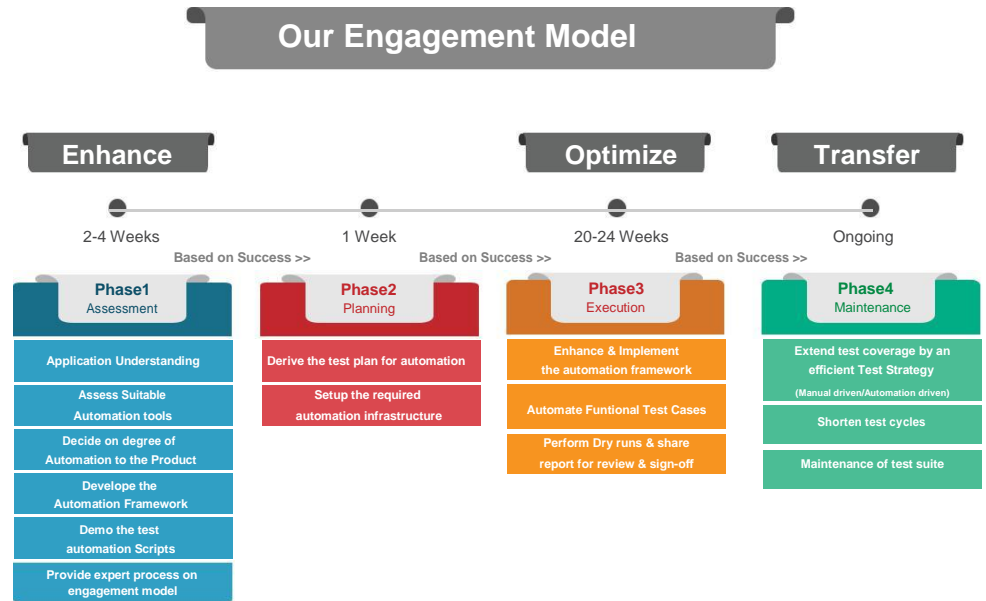 Our Engagement Model
Enhance
Optimize
Transfer
2-4 Weeks
1 Week
20-24 Weeks
Ongoing
Based on Success >>
Based on Success >>
Based on Success >>
Phase1
Assessment
Application Understanding
Assess Suitable
Automation tools
Decide on degree of
Automation to the Product
Develope the
Automation Framework
Demo the test
automation Scripts
Provide expert process on
engagement model
Phase2
Planning
Derive the test plan for automation
Setup the required
automation infrastructure
Phase3
Execution
Enhance & Implement
the automation framework
Automate Funtional Test Cases
Perform Dry runs & share
report for review & sign-off
Phase4
Maintenance
Extend test coverage by an
efficient Test Strategy
(Manual driven/Automation driven)
Shorten test cycles
Maintenance of test suite